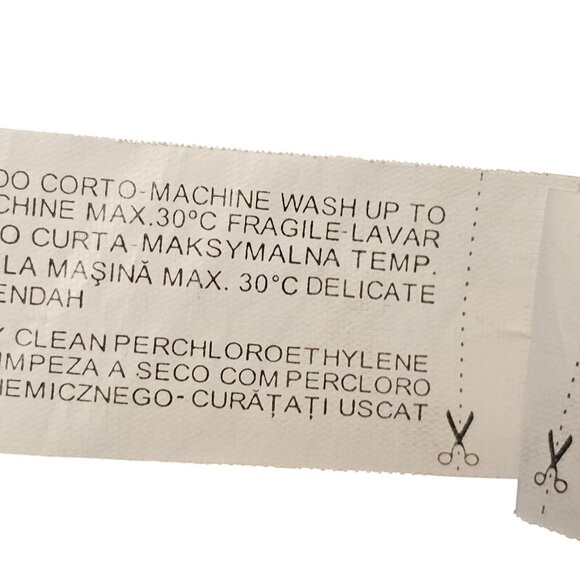 DO CORTO-MACHINE WASH UP TO
CHINE MAX.30°C FRAGILE-LAVAR
O CURTA-MAKSYMALNA TEMP.
LA MAŞINĂ MAX. 30°C DELICATE
ENDAH
Y CLEAN PERCHLOROETHYLENE
IMPEZA A SECO COM PERCLORO
HEMICZNEGO-CURĂŢAŢI USCAT